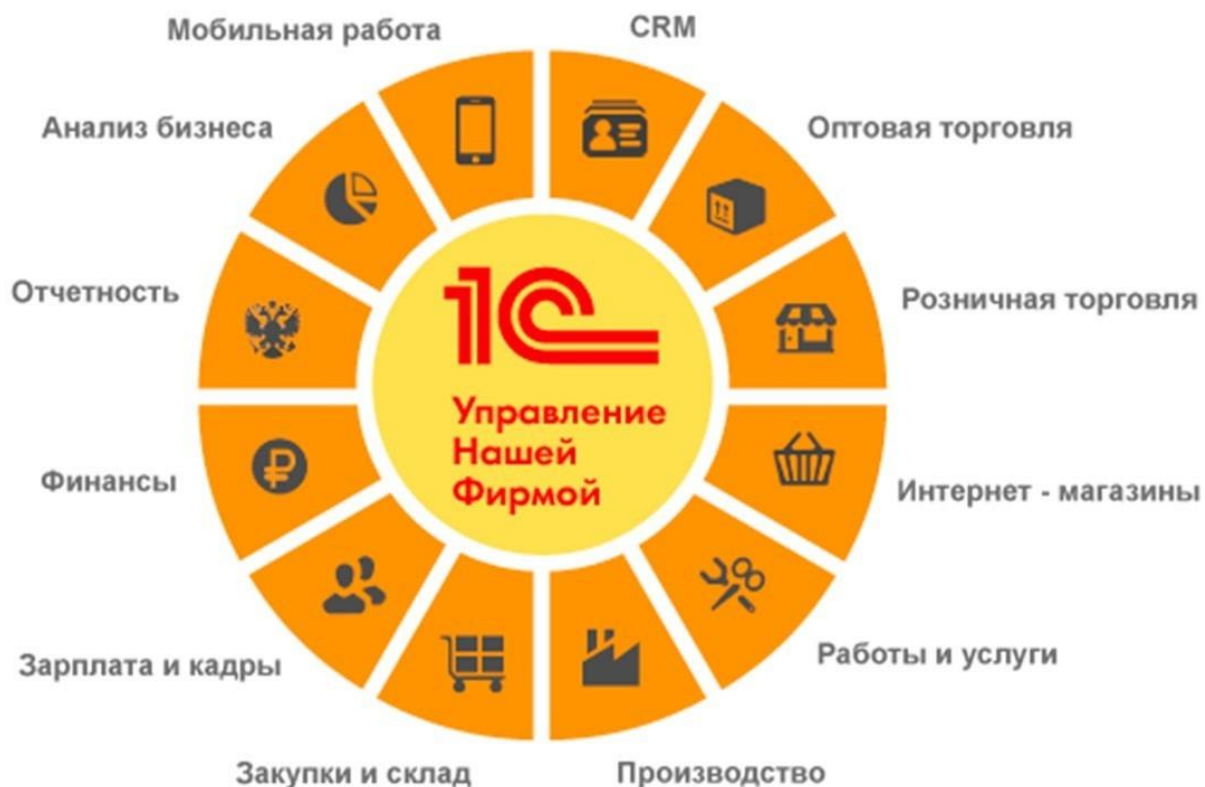 Мобильная работа
CRM
Анализ бизнеса
Оптовая торговля
Отчетность
Розничная торговля
1С
Управление
Нашей
Фирмой
Финансы
Интернет - магазины
Зарплата и кадры
Работы и услуги
Закупки и склад
Производство